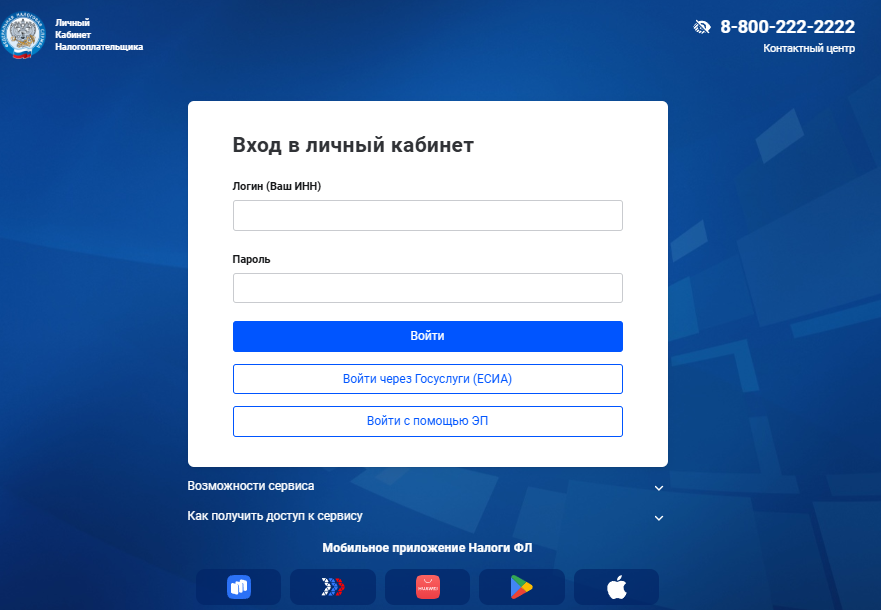 Личный
Кабинет
Налогоплательщика
8-800-222-2222
Контактный центр
Вход в личный кабинет
Логин (Ваш ИНН)
Пароль
Войти
Войти через Госуслуги (ЕСИА)
Войти с помощью ЭП
Возможности сервиса
Как получить доступ к сервису
Мобильное приложение Налоги ФЛ
HUAWEI